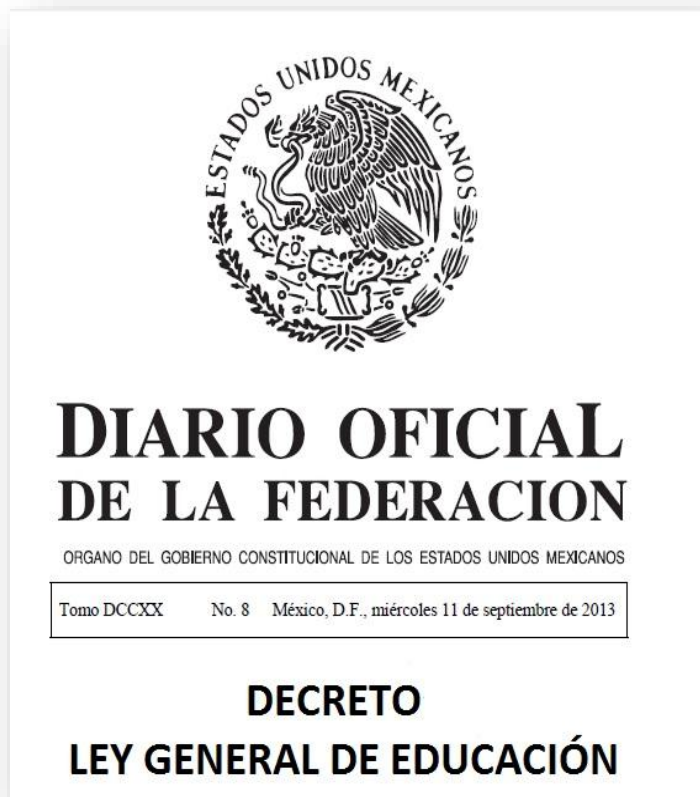 ESTADOS UNIDOS MEXICANOS
DIARIO OFICIAL
DE LA FEDERACION
ORGANO DEL GOBIERNO CONSTITUCIONAL DE LOS ESTADOS UNIDOS MEXICANOS
Tomo DCCXX No. 8 México, D.F., miércoles 11 de septiembre de 2013
DECRETO
LEY GENERAL DE EDUCACIÓN